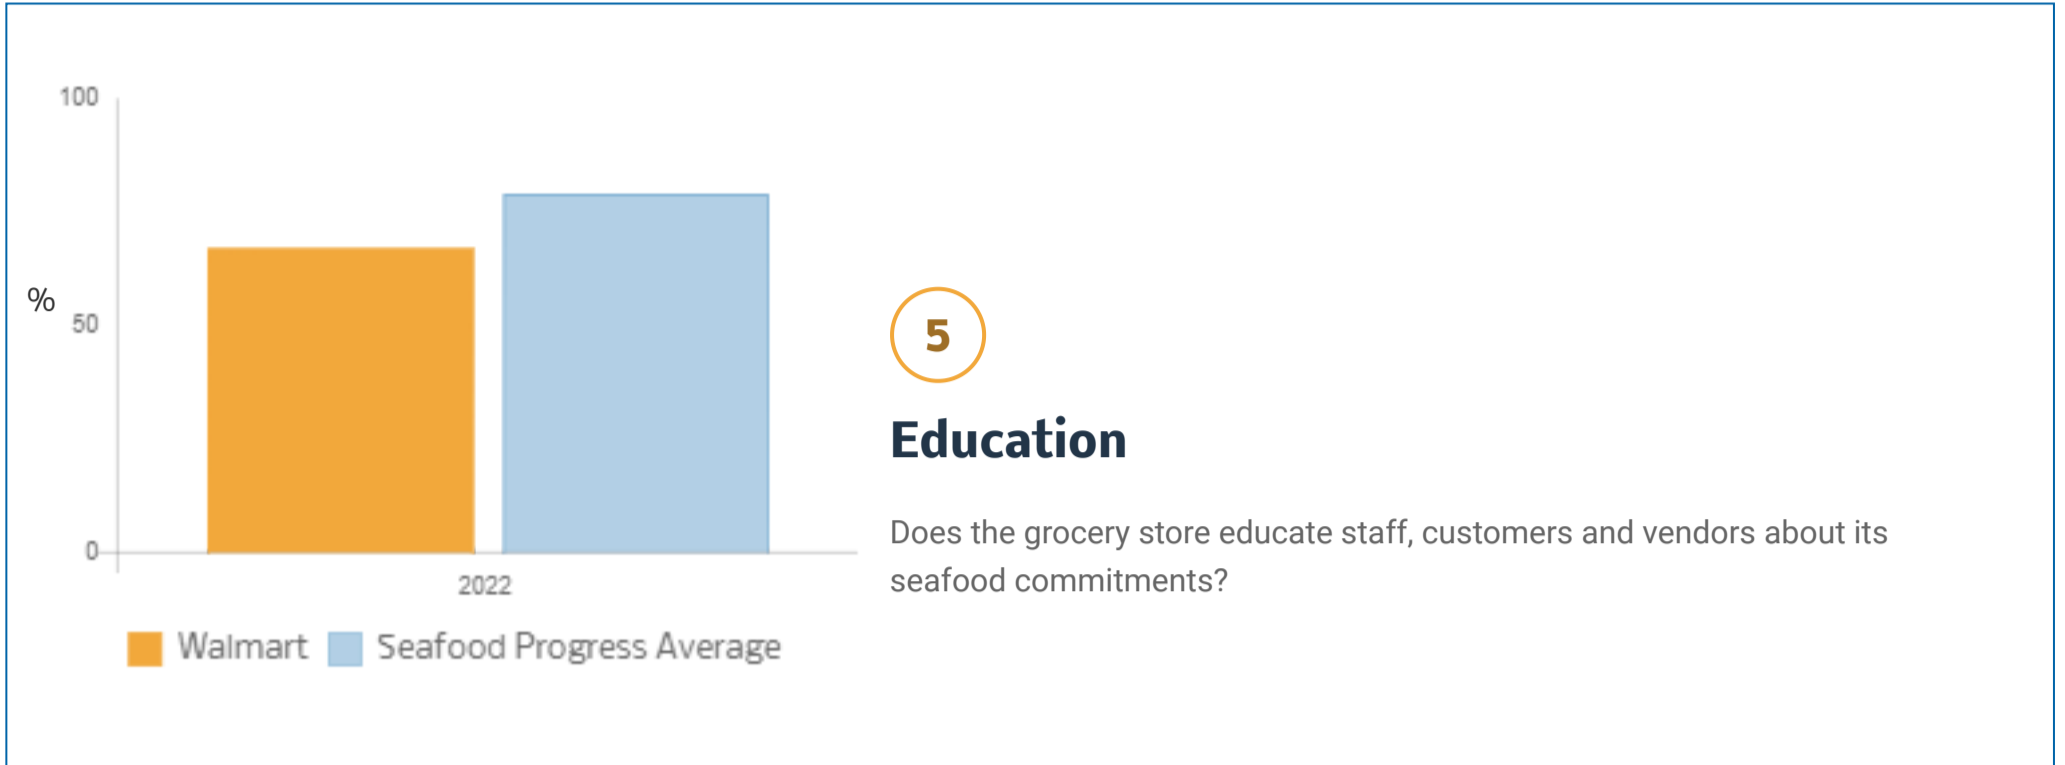 100
%
50
0
2022
Walmart Seafood Progress Average
5
Education
Does the grocery store educate staff, customers and vendors about its
seafood commitments?